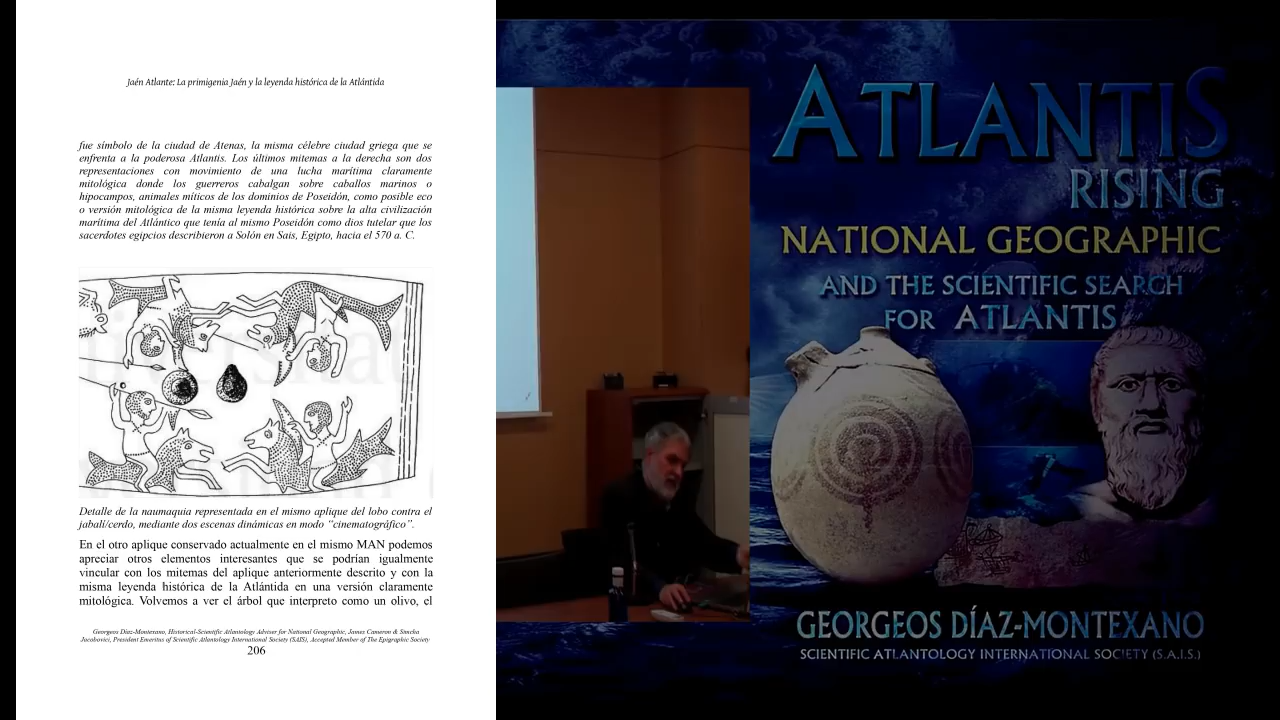 Jaén Atlante: La primigenia Jaén y la leyenda histórica de la Atlántida
fue símbolo de la ciudad de Atenas, la misma célebre ciudad griega que se
enfrenta a la poderosa Atlantis. Los últimos mitemas a la derecha son dos
representaciones con movimiento de una lucha marítima claramente
mitológica donde los guerreros cabalgan sobre caballos marinos o
hipocampos, animales míticos de los dominios de Poseidón, como posible eco
o versión mitológica de la misma leyenda histórica sobre la alta civilización
marítima del Atlántico que tenía al mismo Poseidón como dios tutelar que los
sacerdotes egipcios describieron a Solón en Sais, Egipto, hacia el 570 a. C.
Detalle de la naumaquia representada en el mismo aplique del lobo contra el
jabalí/cerdo, mediante dos escenas dinámicas en modo "cinematográfico".
En el otro aplique conservado actualmente en el mismo MAN podemos
apreciar otros elementos interesantes que se podrían igualmente
vincular con los mitemas del aplique anteriormente descrito y con la
misma leyenda histórica de la Atlántida en una versión claramente
mitológica. Volvemos a ver el árbol que interpreto como un olivo, el
Georgeos Díaz-Montexano, Historical-Scientific Atlantology Adviser for National Geographic, James Cameron & Simcha
Jacobovici, President Emeritus of Scientific Atlantology International Society (SAIS), Accepted Member of The Epigraphic Society
206
ATLANTIS
RISING
NATIONAL GEOGRAPHIC
AND THE SCIENTIFIC SEARCH
FOR ATLANTIS
GEORGEOS DÍAZ-MONTEXANO
SCIENTIFIC ATLANTOLOGY INTERNATIONAL SOCIETY (S.A.I.S.)